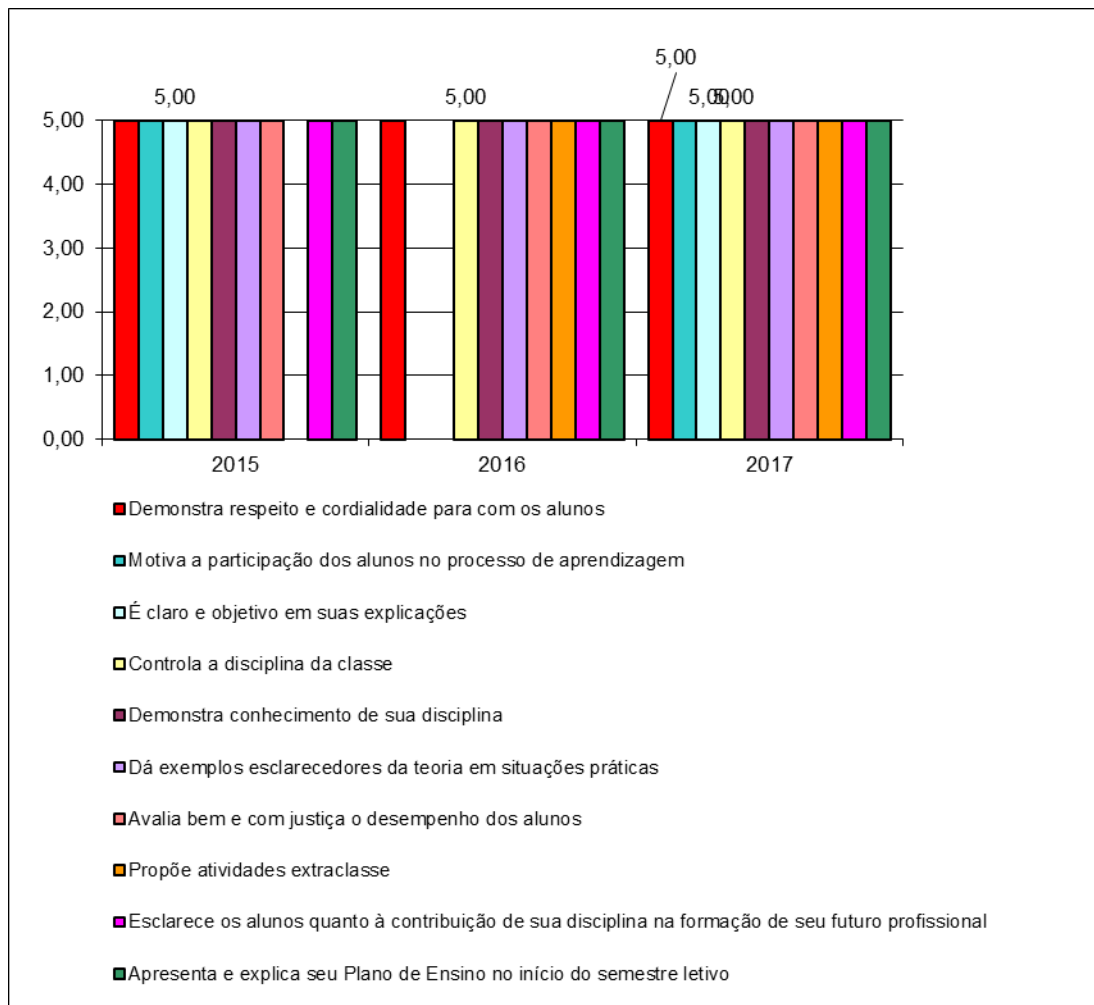 5,00
5,00 5,00 5,00 5,00
5,00
4,00
3,00
2,00
1,00
0,00
2015 2016 2017
Demonstra respeito e cordialidade para com os alunos
Motiva a participação dos alunos no processo de aprendizagem
É claro e objetivo em suas explicações
Controla a disciplina da classe
Demonstra conhecimento de sua disciplina
Dá exemplos esclarecedores da teoria em situações práticas
Avalia bem e com justiça o desempenho dos alunos
Propõe atividades extraclasse
Esclarece os alunos quanto à contribuição de sua disciplina na formação de seu futuro profissional
Apresenta e explica seu Plano de Ensino no início do semestre letivo